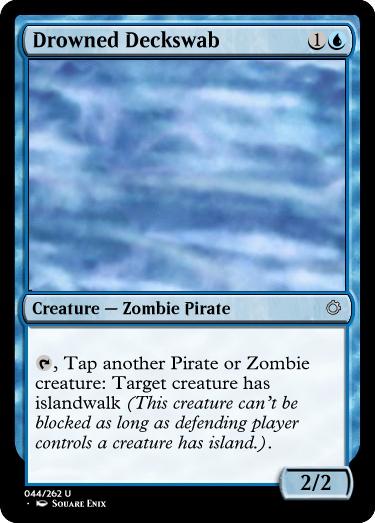 Drowned Deckswab 1
Creature — Zombie Pirate
, Tap another Pirate or Zombie
creature: Target creature has
islandwalk (This creature can't be
blocked as long as defending player
controls a creature has island.).
2/2
044/262 U
· Square Enix